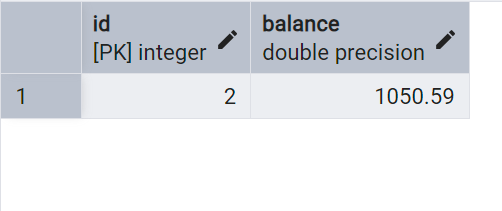 id balance
[PK] integer double precision
1 2 1050.59